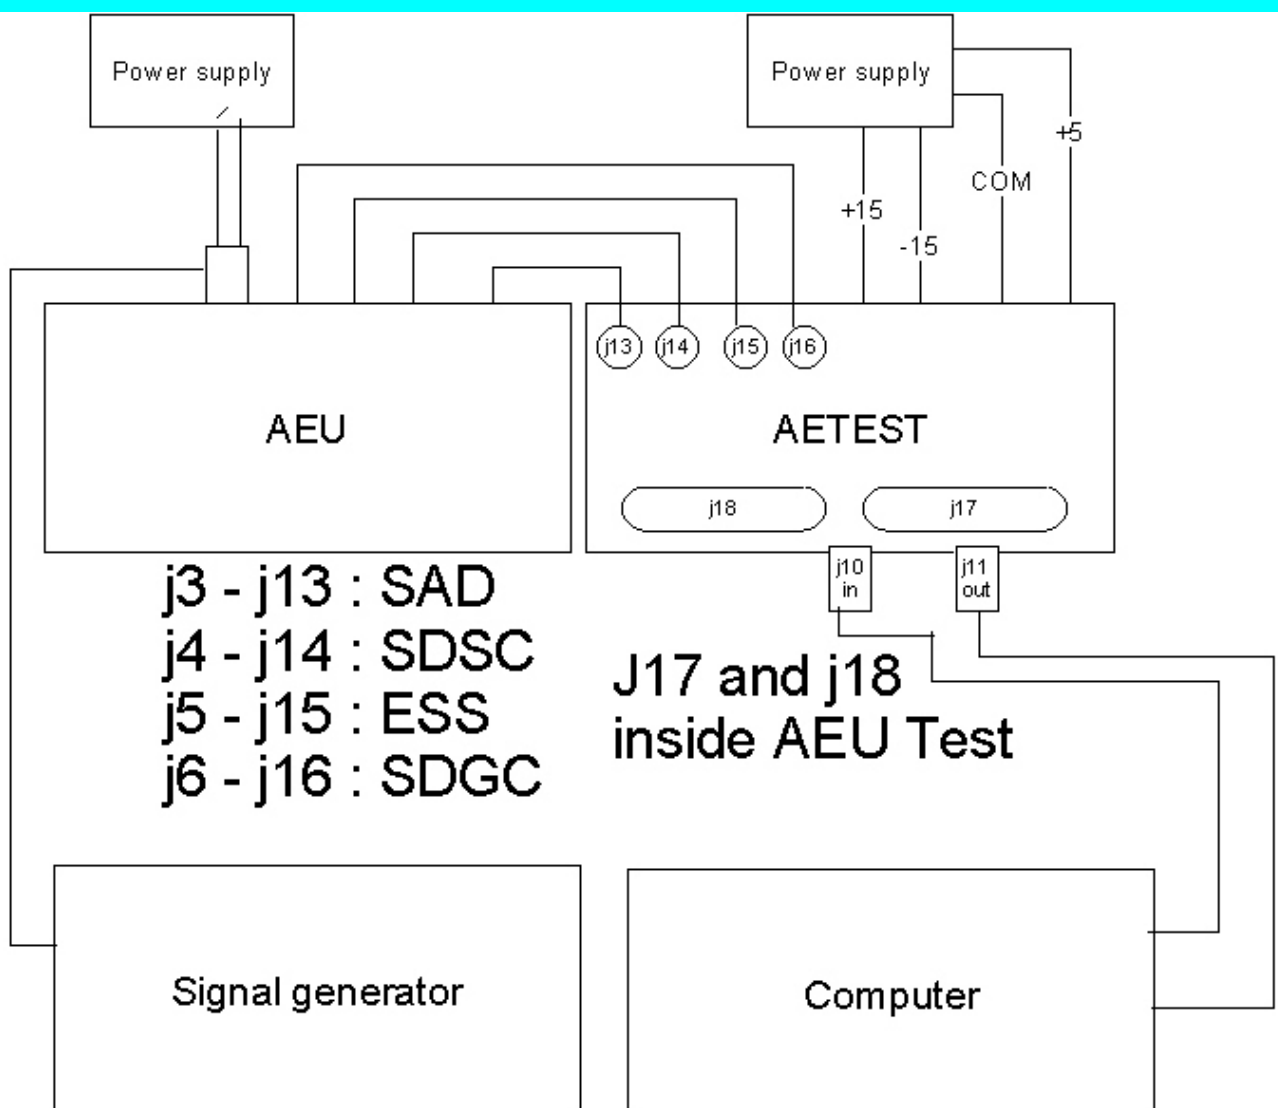 Power supply
Power supply
+5
COM
+15
-15
j13
j14
j15
j16
AEU
AETEST
j18
j17
j10
in
j11
out
j3 - j13 : SAD
j4 - j14 : SDSC
j5 - j15 : ESS
j6 - j16 : SDGC
J17 and j18
inside AEU Test
Signal generator
Computer